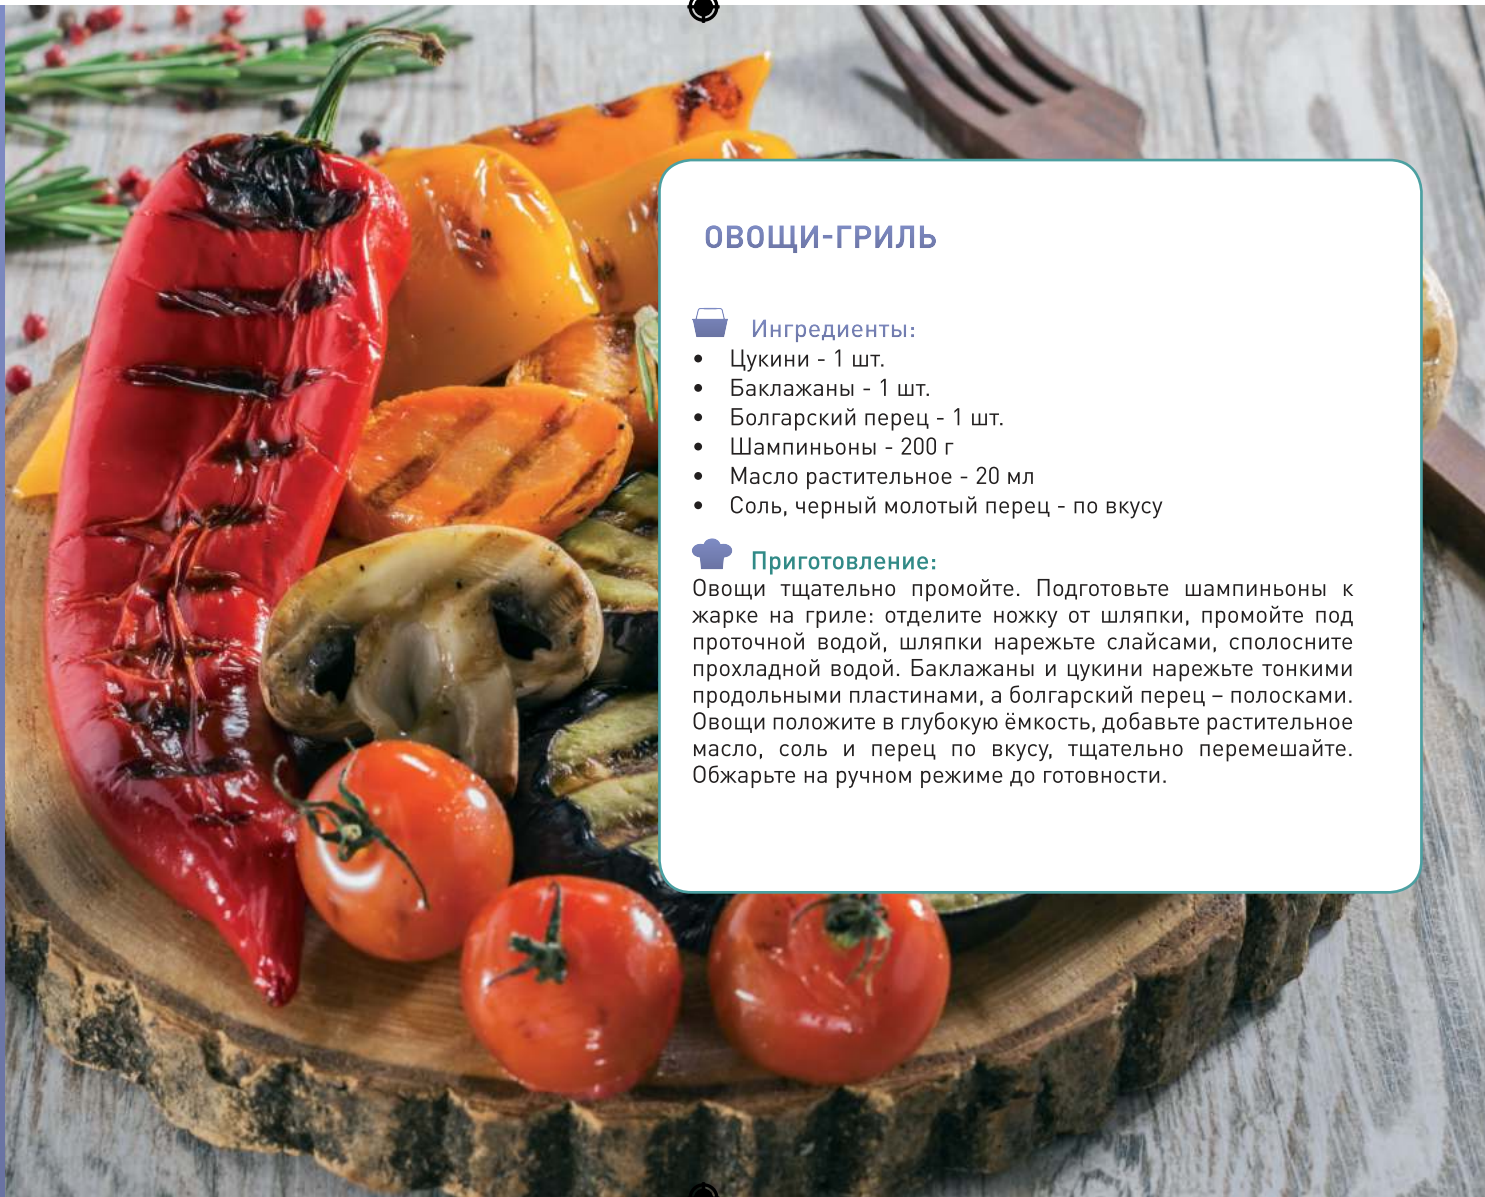 ОВОЩИ-ГРИЛЬ
Ингредиенты:
• Цукини - 1 шт.
• Баклажаны - 1 шт.
• Болгарский перец - 1 шт.
• Шампиньоны - 200 г
• Масло растительное - 20 мл
• Соль, черный молотый перец - по вкусу
Приготовление:
Овощи тщательно промойте. Подготовьте шампиньоны к
жарке на гриле: отделите ножку от шляпки, промойте под
проточной водой, шляпки нарежьте слайсами, сполосните
прохладной водой. Баклажаны и цукини нарежьте тонкими
продольными пластинами, а болгарский перец – полосками.
Овощи положите в глубокую ёмкость, добавьте растительное
масло, соль и перец по вкусу, тщательно перемешайте.
Обжарьте на ручном режиме до готовности.